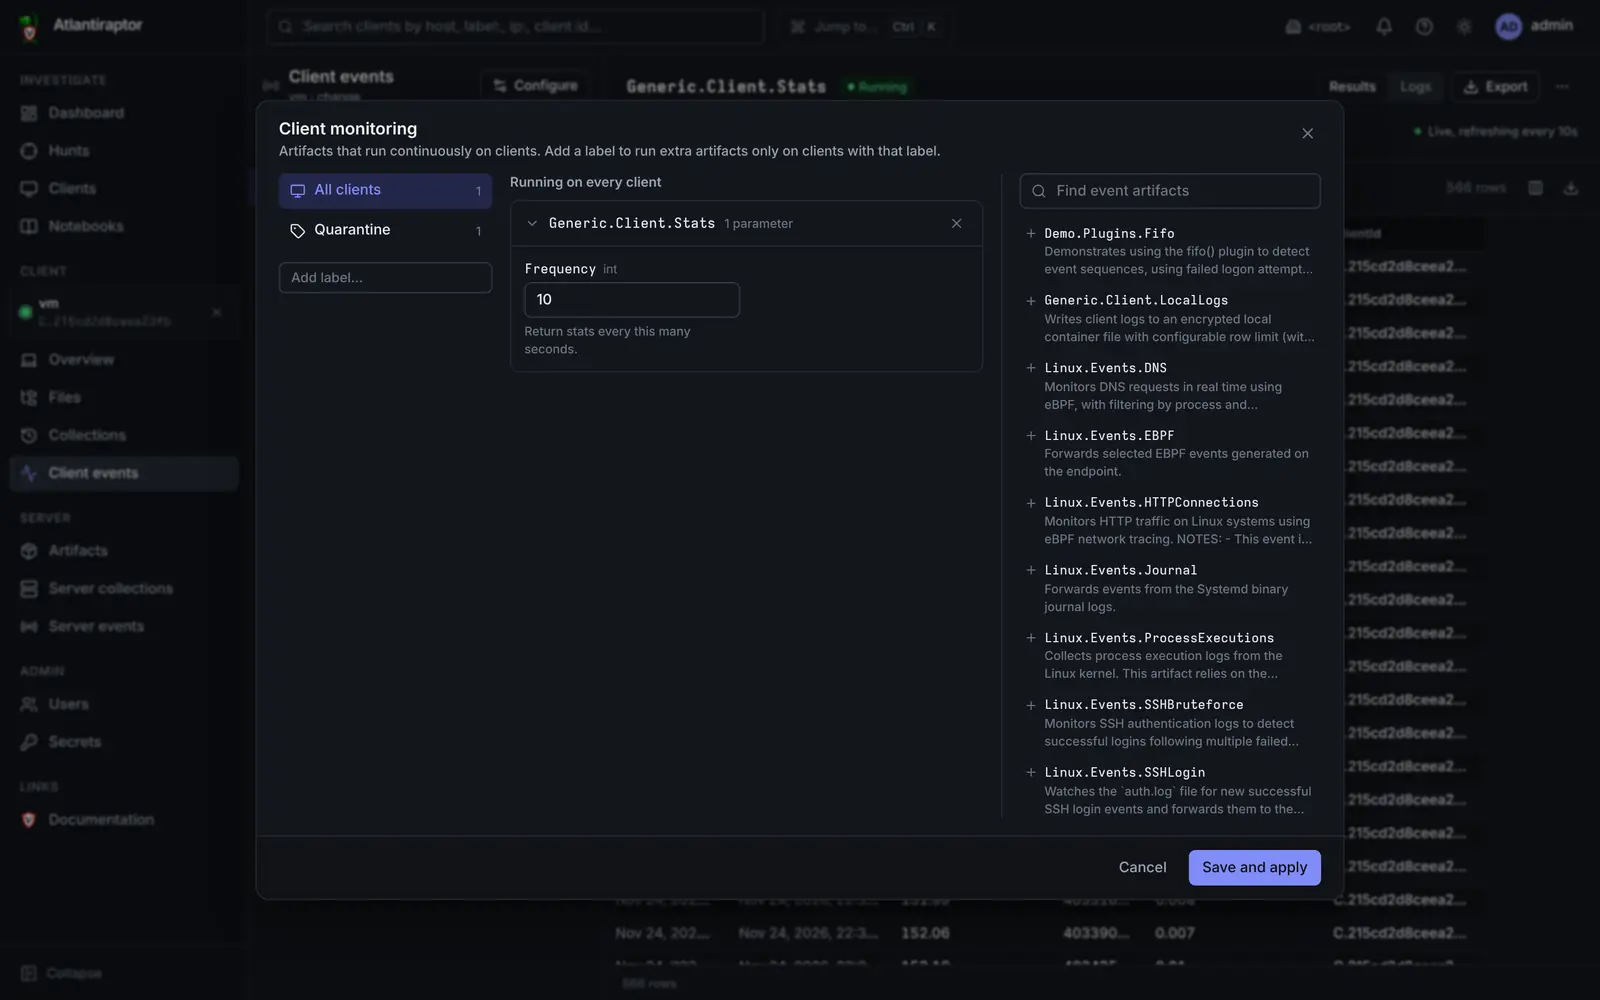 Atlantiraptor
Search clients by host, label:, ip:, client id...
Jump to... Ctrl K
<root>
AD admin
INVESTIGATE
Dashboard
Hunts
Clients
Notebooks
CLIENT
vm
Overview
Files
Collections
Client events
SERVER
Artifacts
Server collections
Server events
ADMIN
Users
Secrets
LINKS
Documentation
Collapse
Client events
vm · change
Configure
Generic.Client.Stats
Running
Results
Logs
Export
Live, refreshing every 10s
566 rows
Client monitoring
Artifacts that run continuously on clients. Add a label to run extra artifacts only on clients with that label.
All clients 1
Quarantine 1
Add label...
Running on every client
Generic.Client.Stats 1 parameter
Frequency int
10
Return stats every this many
seconds.
Find event artifacts
Demo.Plugins.Fifo
Demonstrates using the fifo() plugin to detect
event sequences, using failed logon attempt...
Generic.Client.LocalLogs
Writes client logs to an encrypted local
container file with configurable row limit (wit...
Linux.Events.DNS
Monitors DNS requests in real time using
eBPF, with filtering by process and...
Linux.Events.EBPF
Forwards selected EBPF events generated on
the endpoint.
Linux.Events.HTTPConnections
Monitors HTTP traffic on Linux systems using
eBPF network tracing. NOTES: - This event i...
Linux.Events.Journal
Forwards events from the Systemd binary
journal logs.
Linux.Events.ProcessExecutions
Collects process execution logs from the
Linux kernel. This artifact relies on the...
Linux.Events.SSHBruteforce
Monitors SSH authentication logs to detect
successful logins following multiple failed...
Linux.Events.SSHLogin
Watches the `auth.log` file for new successful
SSH login events and forwards them to the...
Cancel
Save and apply
Nov 24, 202... Nov 24, 2026, 22:3... 152.06 403390... 0.007 C.215cd2d8ceea2...
566 rows